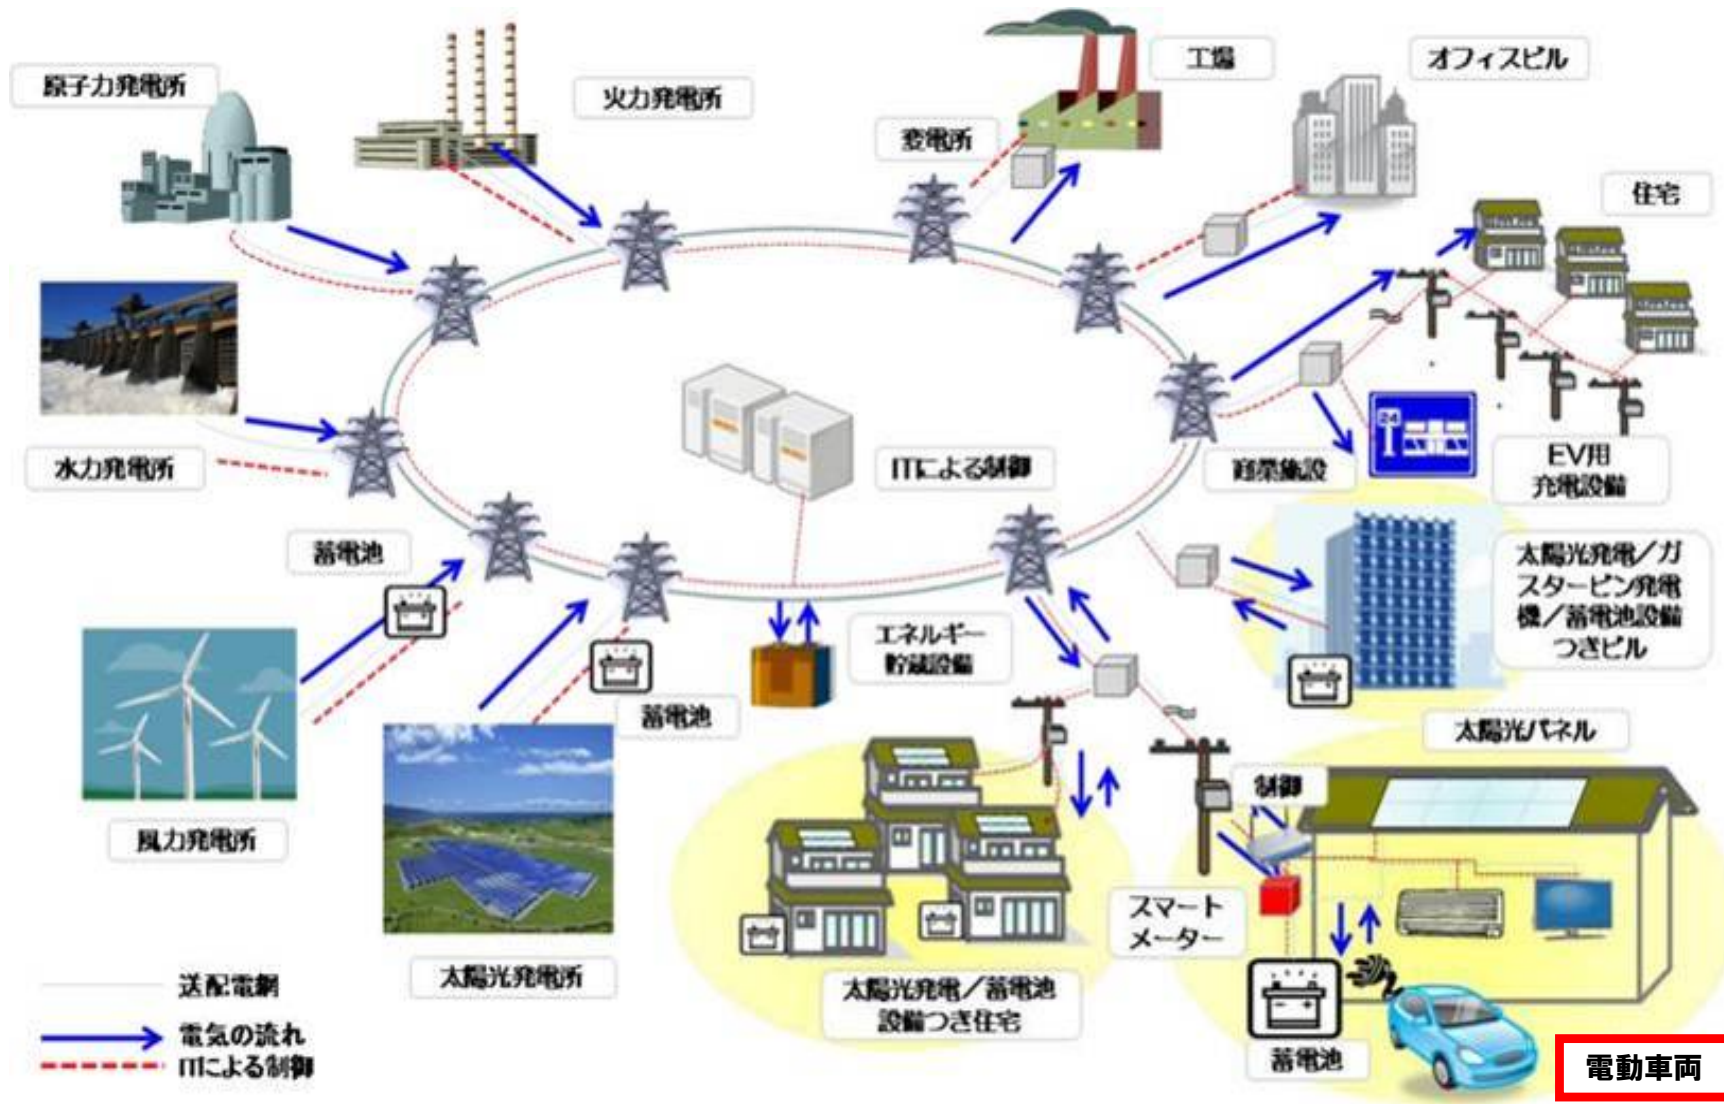 原子力発電所
火力発電所
工場
オフィスビル
変電所
住宅
水力発電所
ITによる制御
商業施設
24
EV用
充電設備
蓄電池
太陽光発電／ガ
スタービン発電
機／蓄電池設備
つきビル
エネルギー
貯蔵設備
蓄電池
太陽光パネル
制御
風力発電所
スマート
メーター
太陽光発電所
太陽光発電／蓄電池
設備つき住宅
蓄電池
電動車両
送配電網
電気の流れ
ITによる制御